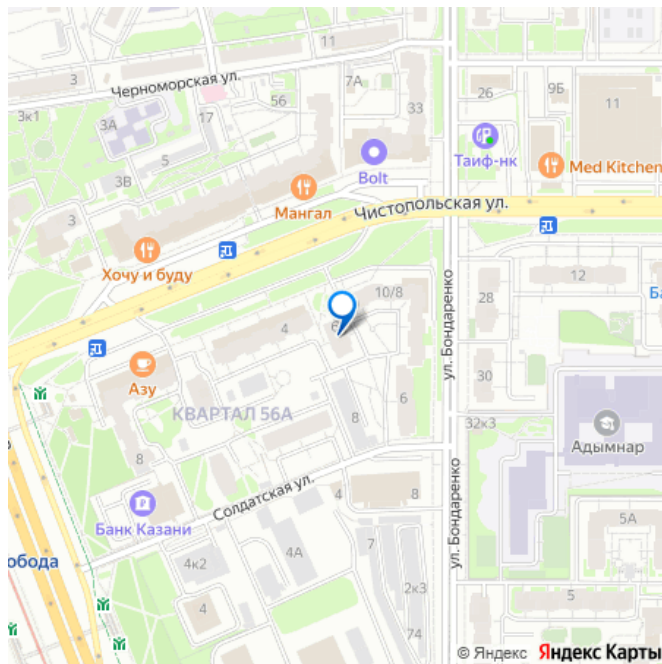 11
3
Черноморская ул.
7А
26
9Б
3к1
56
33
11
3А
17
5
Таиф-нк
Bolt
Med Kitchen
3В
Мангал
Чистопольская ул.
3
Хочу и буду
12
10/8
28
ул. Бондаренко
4
6
Азу
30
6
КВАРТАЛ 56А
8
32к3
Адымнар
8
Солдатская ул.
4
8
Банк Казани
ул. Бондаренко
5А
7
4А
обода
4к2
2к3
5
4
74
© Яндекс Яндекс Карты